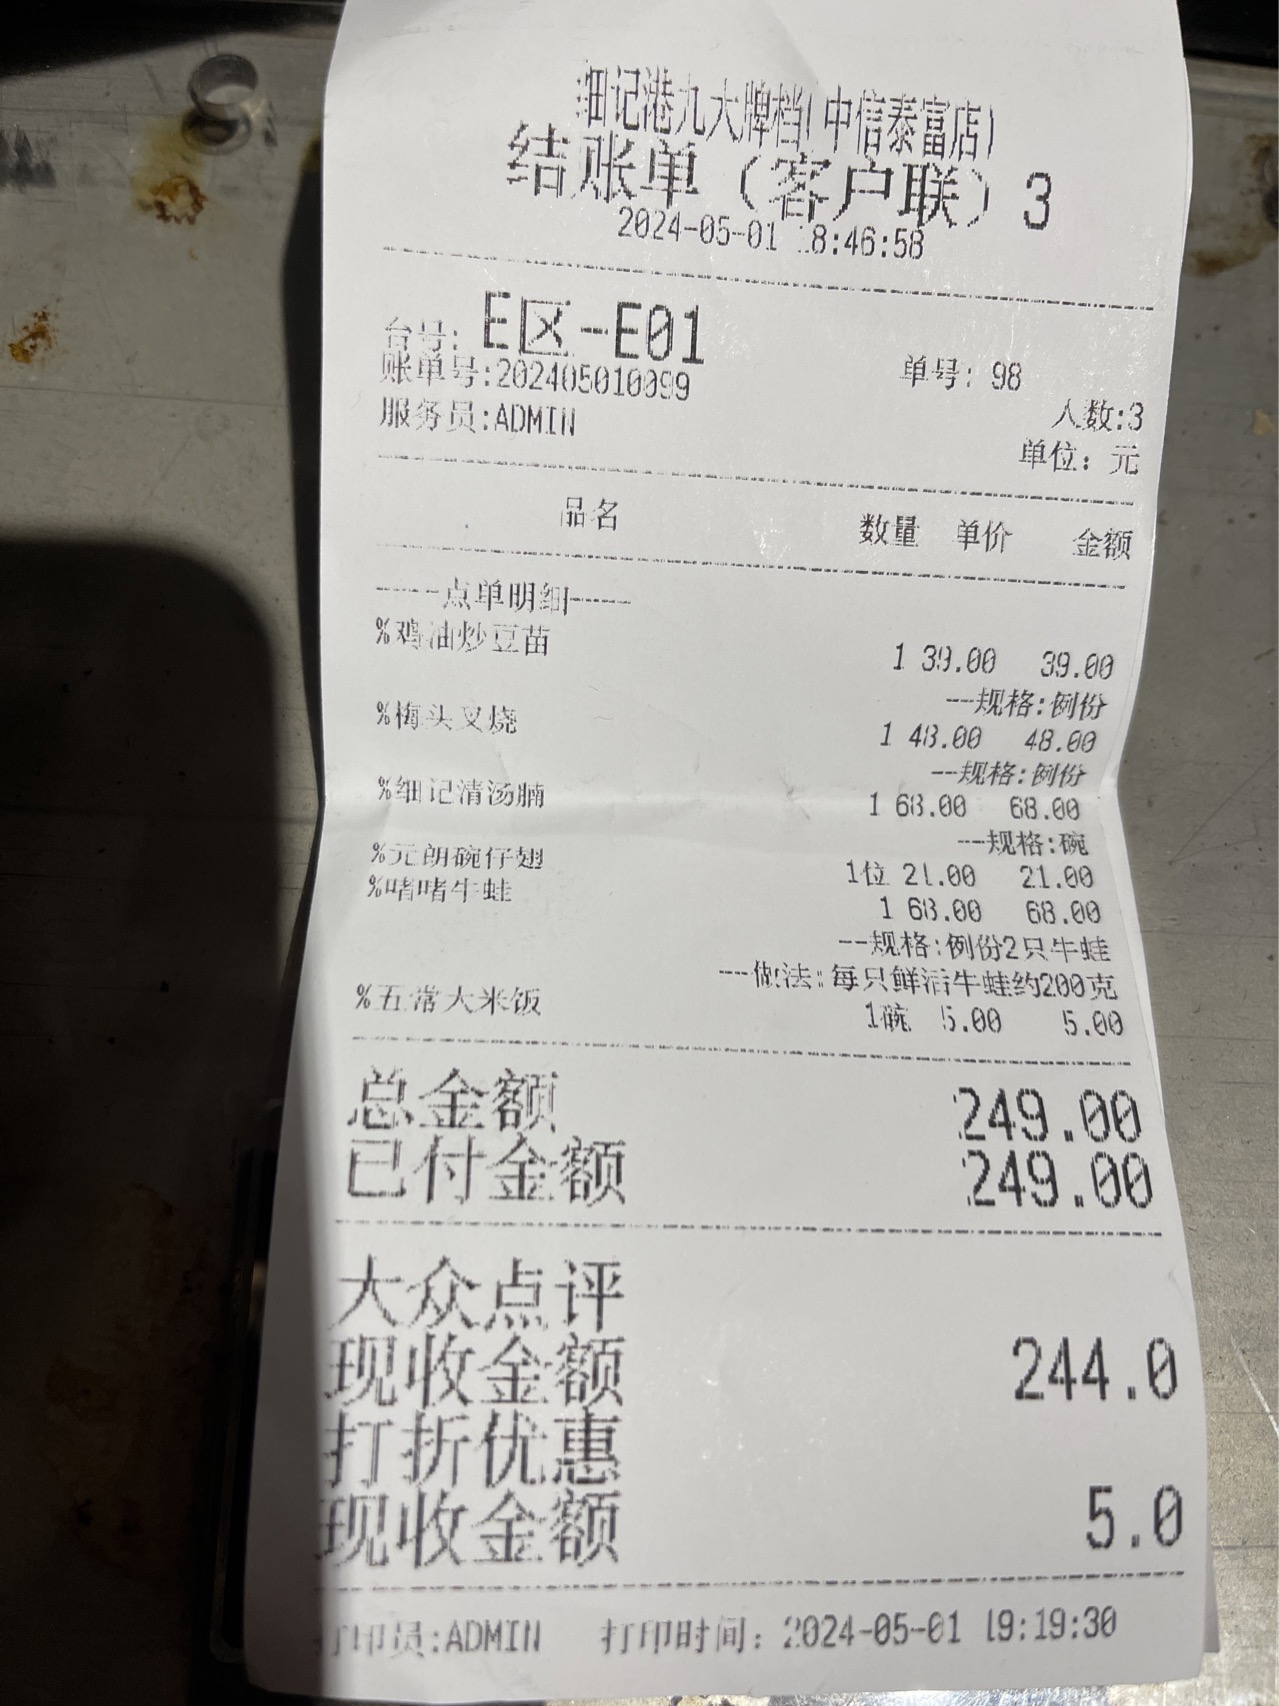 细记港九大牌档(中信泰富店)
结账单（客户联）3
2024-05-01 18:46:58
台号: E区-E01
账单号:202405010099 单号: 98
服务员:ADMIN 人数:3
单位: 元
品名 数量 单价 金额
-----点单明细-----
%鸡油炒豆苗
1 39.00 39.00
---规格:例份
%梅头叉烧
1 48.00 48.00
---规格:例份
%细记清汤腩
1 68.00 68.00
---规格:碗
%元朗碗仔翅 1位 21.00 21.00
%啫啫牛蛙 1 68.00 68.00
---规格:例份2只牛蛙
---做法:每只鲜活牛蛙约200克
%五常大米饭 1碗 5.00 5.00
总金额 249.00
已付金额 249.00
大众点评
现收金额 244.0
打折优惠
现收金额 5.0
打印员:ADMIN 打印时间: 2024-05-01 19:19:30